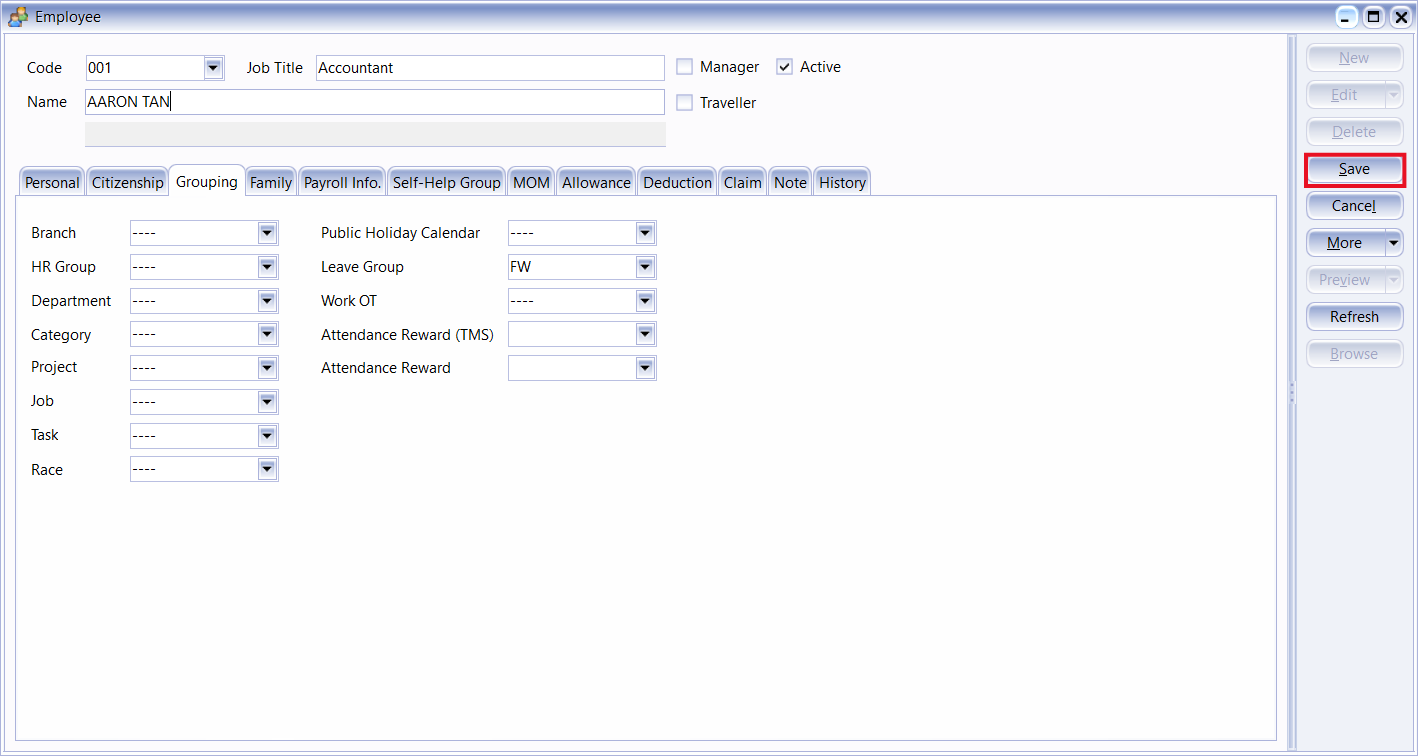 Employee
Code 001 Job Title Accountant Manager Active New
Name AARON TAN Traveller Edit
Delete
Personal Citizenship Grouping Family Payroll Info. Self-Help Group MOM Allowance Deduction Claim Note History Save
Cancel
Branch ---- Public Holiday Calendar ---- More
HR Group ---- Leave Group FW Preview
Department ---- Work OT ---- Refresh
Category ---- Attendance Reward (TMS) Browse
Project ---- Attendance Reward
Job ----
Task ----
Race ----